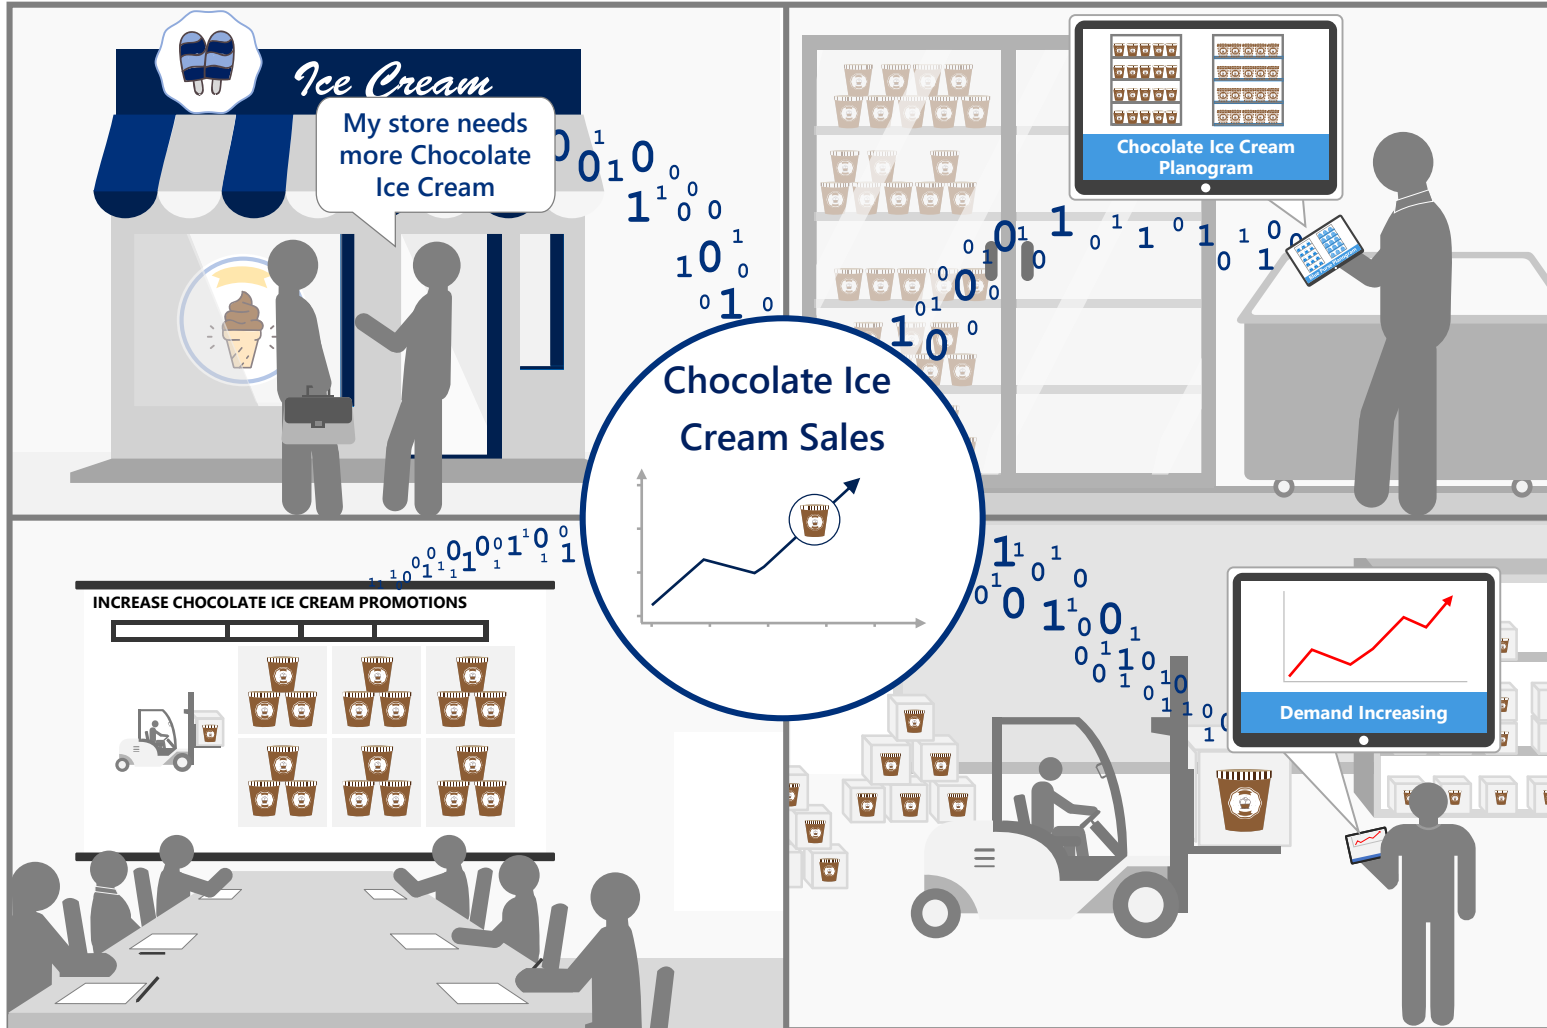 Ice Cream
My store needs
more Chocolate
Ice Cream
Chocolate Ice Cream
Planogram
Chocolate Ice
Cream Sales
INCREASE CHOCOLATE ICE CREAM PROMOTIONS
Demand Increasing